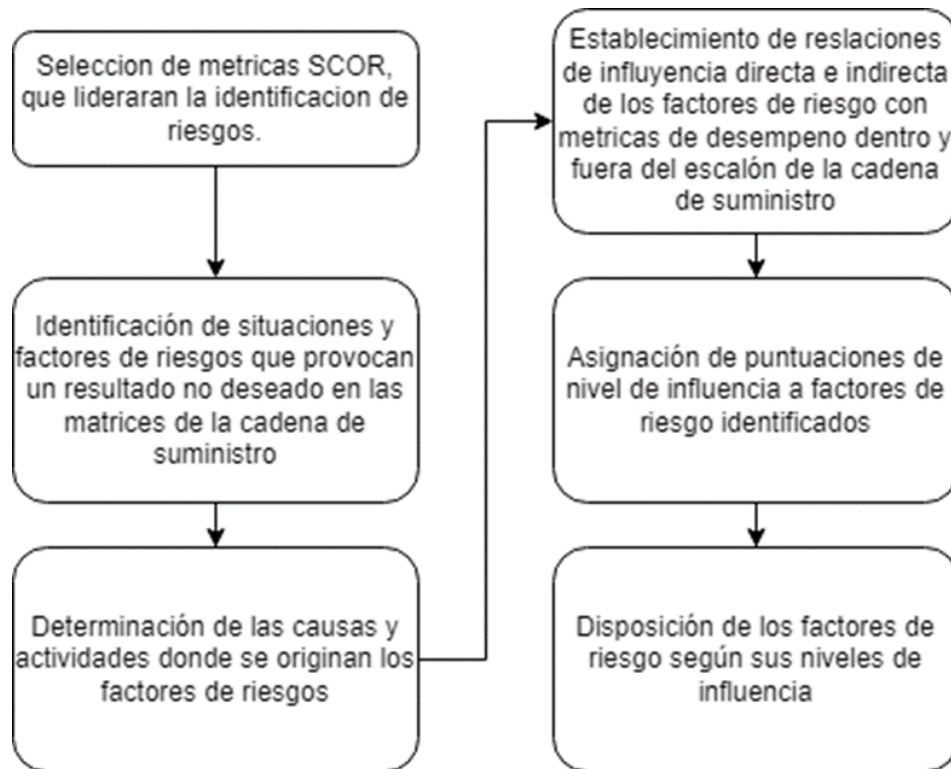 Seleccion de metricas SCOR,
que lideraran la identificacion de
riesgos.
Identificación de situaciones y
factores de riesgos que provocan
un resultado no deseado en las
matrices de la cadena de
suministro
Determinación de las causas y
actividades donde se originan los
factores de riesgos
Establecimiento de reslaciones
de influyencia directa e indirecta
de los factores de riesgo con
metricas de desempeno dentro y
fuera del escalón de la cadena
de suministro
Asignación de puntuaciones de
nivel de influencia a factores de
riesgo identificados
Disposición de los factores de
riesgo según sus niveles de
influencia